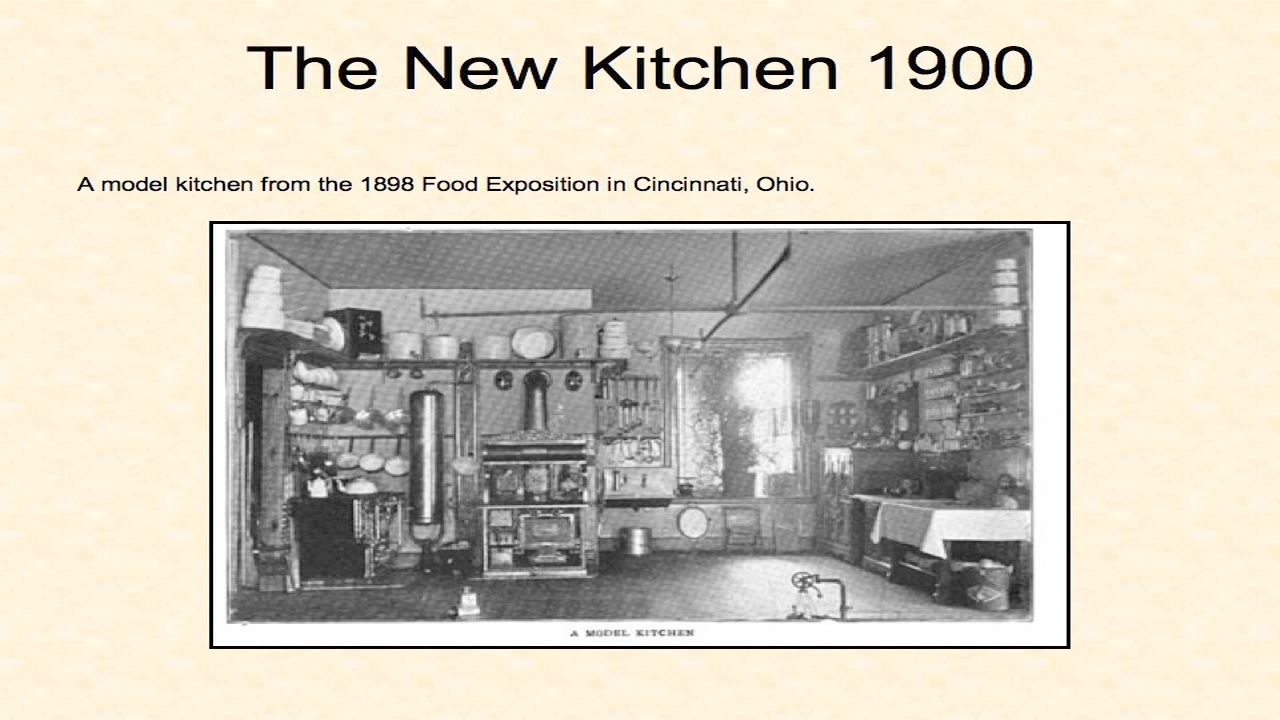 The New Kitchen 1900
A model kitchen from the 1898 Food Exposition in Cincinnati, Ohio.
A MODEL KITCHEN